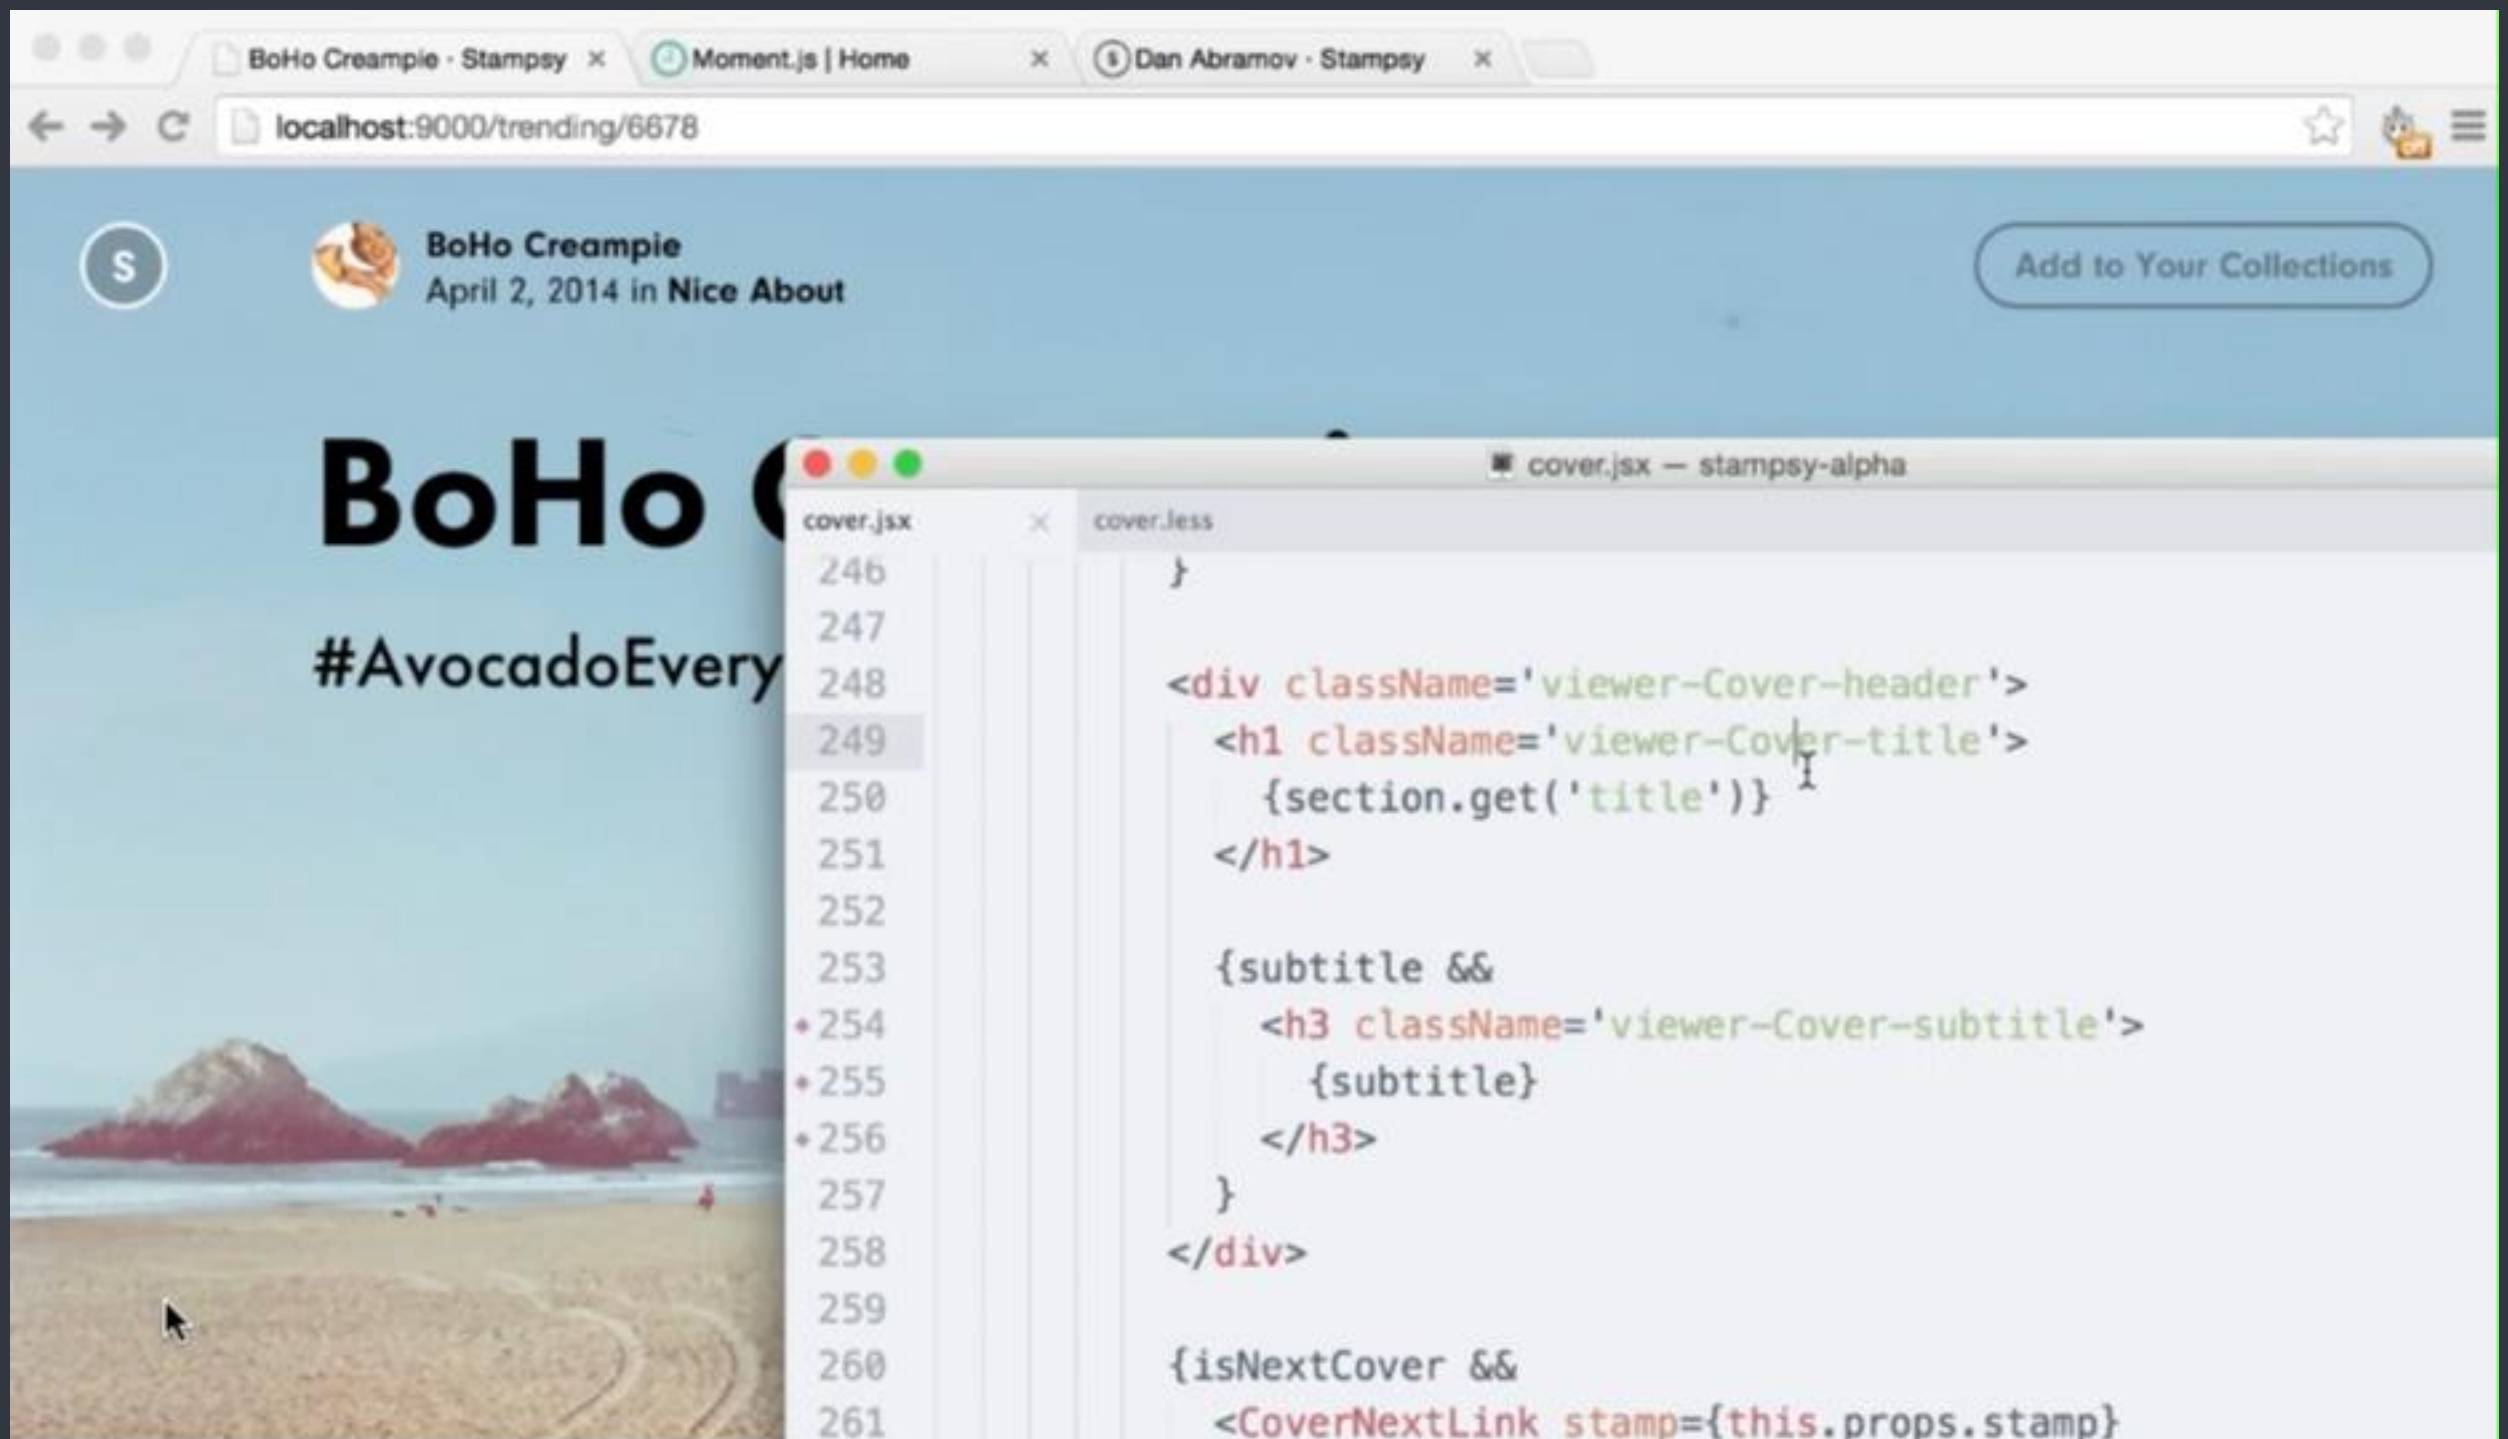 BoHo Creampie · Stampsy
Moment.js | Home
Dan Abramov · Stampsy
localhost:9000/trending/6678
S
BoHo Creampie
April 2, 2014 in Nice About
Add to Your Collections
BoHo
#AvocadoEvery
cover.jsx — stampsy-alpha
cover.jsx
cover.less
246 }
247
248 <div className='viewer-Cover-header'>
249 <h1 className='viewer-Cover-title'>
250 {section.get('title')}
251 </h1>
252
253 {subtitle &&
254 <h3 className='viewer-Cover-subtitle'>
255 {subtitle}
256 </h3>
257 }
258 </div>
259
260 {isNextCover &&
261 <CoverNextLink stamp={this.props.stamp}